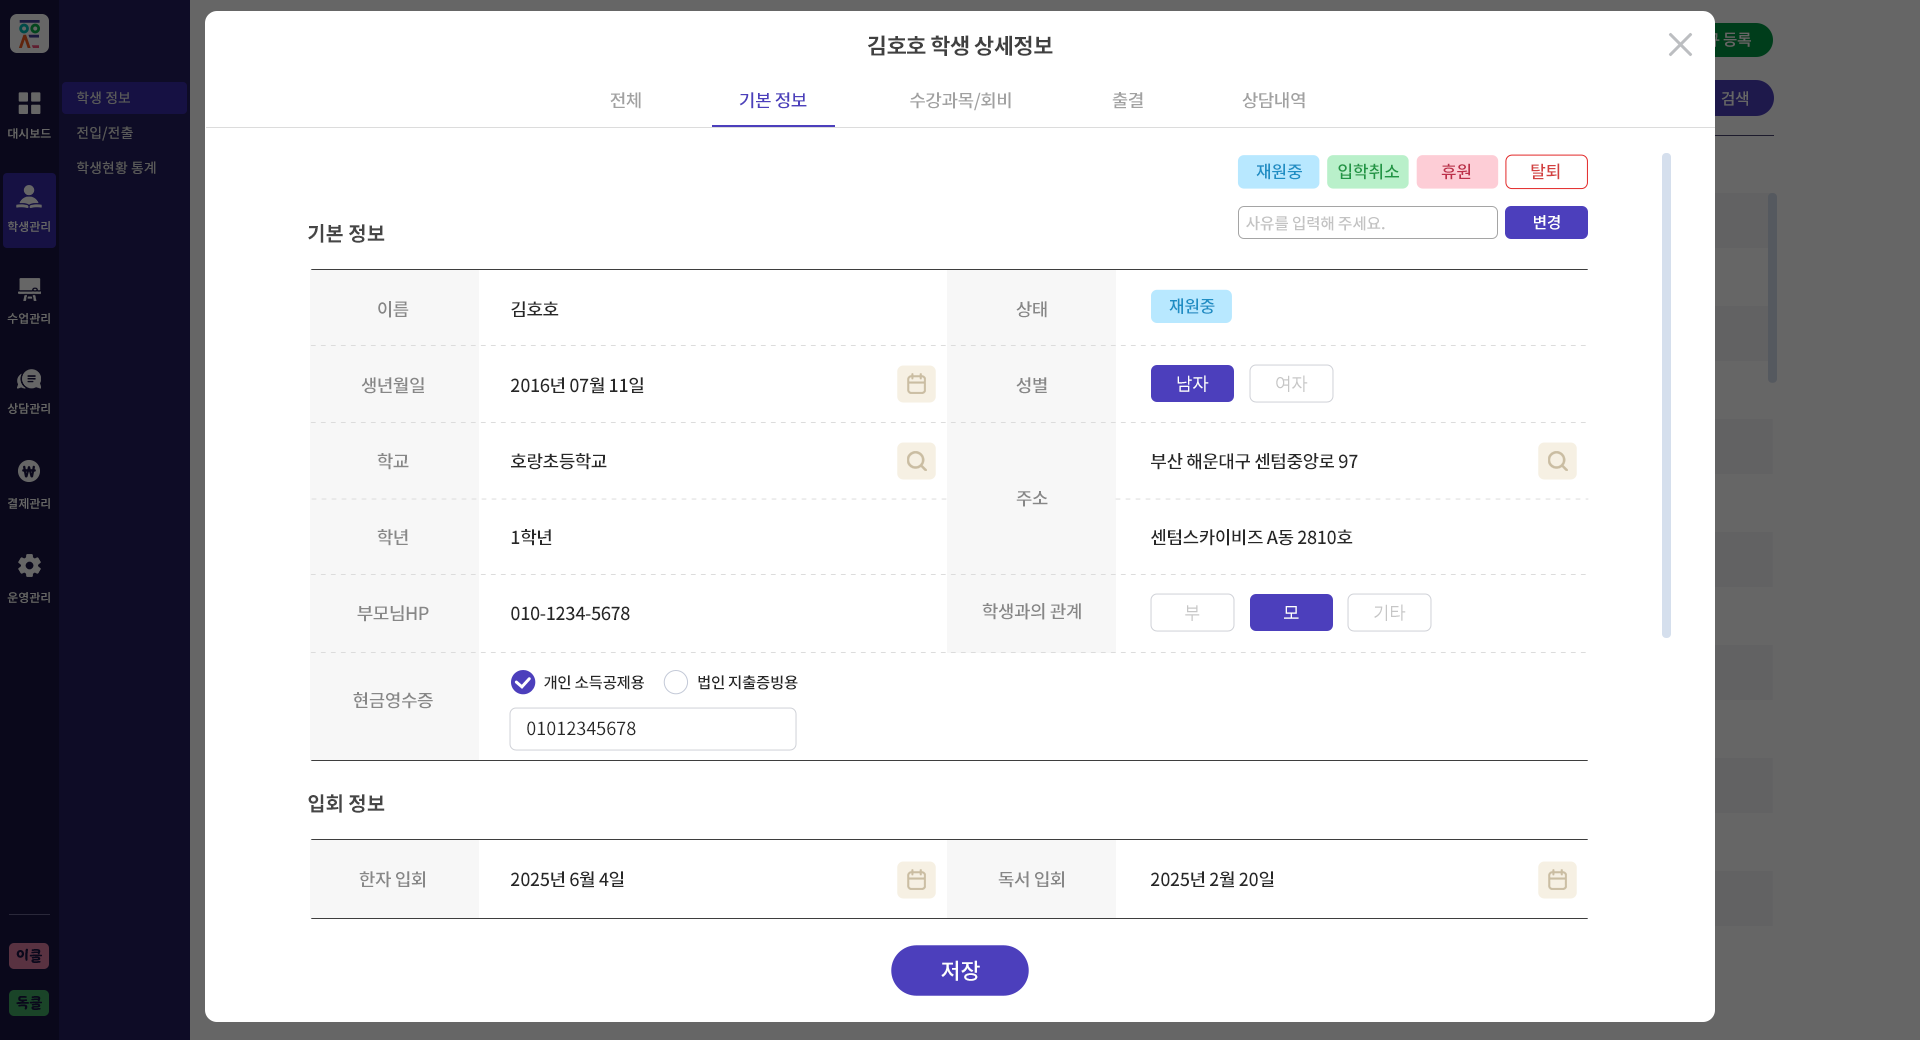 김호호 학생 상세정보
등록
전체 기본 정보 수강과목/회비 출결 상담내역
검색
대시보드
학생 정보
전입/전출
학생현황 통계
학생관리
수업관리
상담관리
결제관리
운영관리
이클
독클
재원중 입학취소 휴원 탈퇴
사유를 입력해 주세요. 변경
기본 정보
이름 김호호 상태 재원중
생년월일 2016년 07월 11일 성별 남자 여자
학교 호랑초등학교 주소 부산 해운대구 센텀중앙로 97
학년 1학년 센텀스카이비즈 A동 2810호
부모님HP 010-1234-5678 학생과의 관계 부 모 기타
현금영수증 개인 소득공제용 법인 지출증빙용
01012345678
입회 정보
한자 입회 2025년 6월 4일 독서 입회 2025년 2월 20일
저장